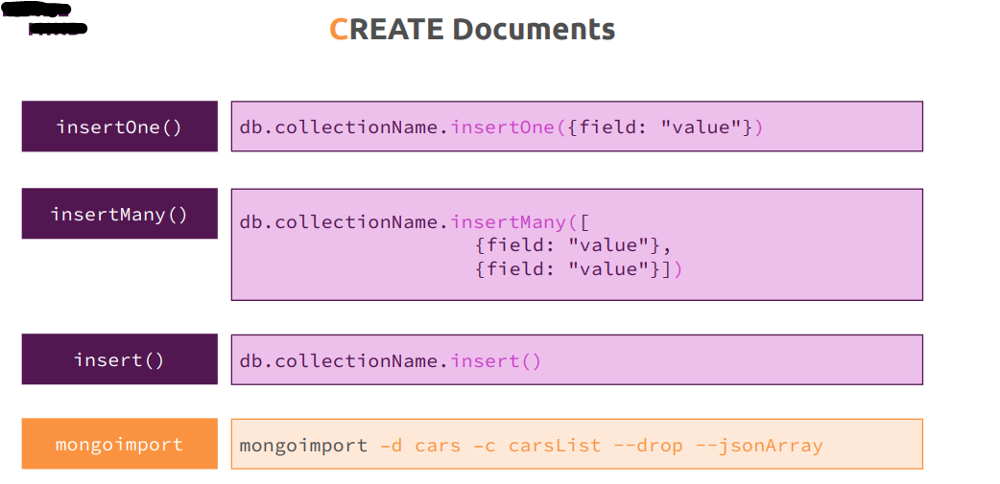 CREATE Documents
insertOne()
db.collectionName.insertOne({field: "value"})
insertMany()
db.collectionName.insertMany([
{field: "value"},
{field: "value"}])
insert()
db.collectionName.insert()
mongoimport
mongoimport –d cars –c carsList --drop --jsonArray